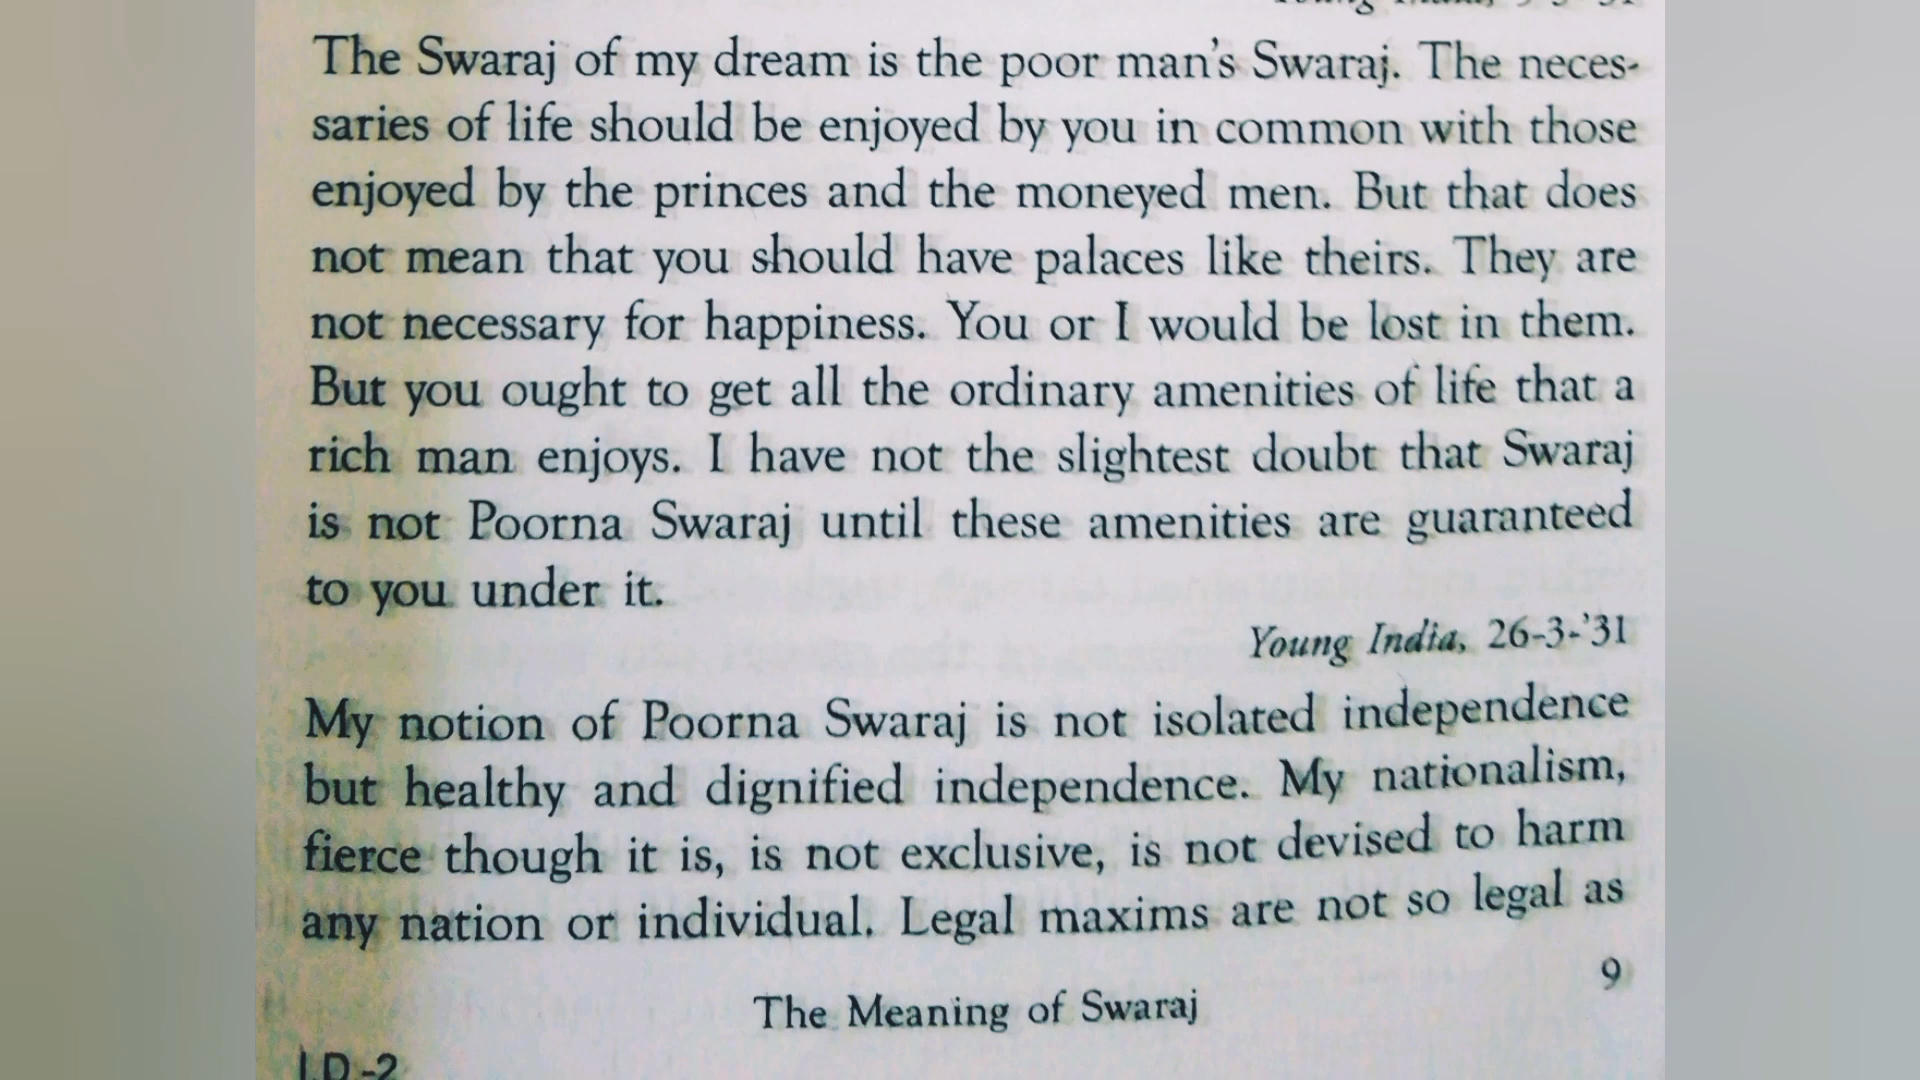 The Swaraj of my dream is the poor man's Swaraj. The neces-
saries of life should be enjoyed by you in common with those
enjoyed by the princes and the moneyed men. But that does
not mean that you should have palaces like theirs. They are
not necessary for happiness. You or I would be lost in them.
But you ought to get all the ordinary amenities of life that a
rich man enjoys. I have not the slightest doubt that Swaraj
is not Poorna Swaraj until these amenities are guaranteed
to you under it.
Young India, 26-3-'31
My notion of Poorna Swaraj is not isolated independence
but healthy and dignified independence. My nationalism,
fierce though it is, is not exclusive, is not devised to harm
any nation or individual. Legal maxims are not so legal as
9
The Meaning of Swaraj
I.D.-2